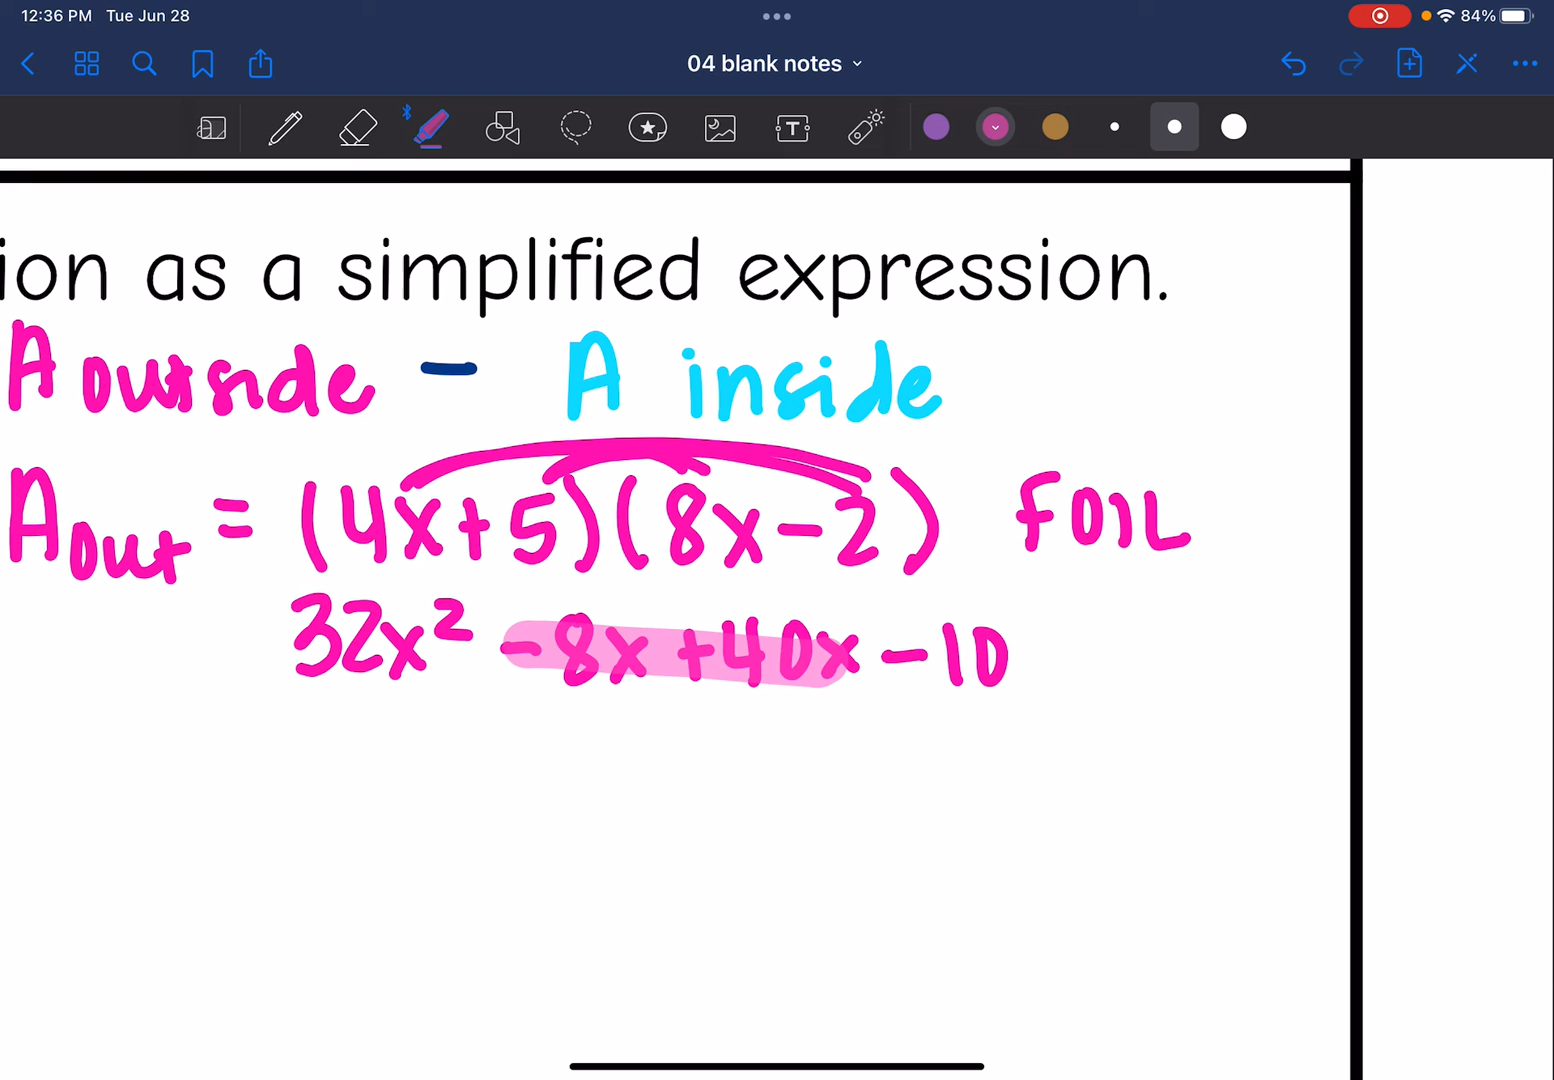 12:36 PM Tue Jun 28
84%
04 blank notes
T
ion as a simplified expression.
A outside - A inside
Aout = (4x+5)(8x-2) FOIL
32x² -8x +40x -10